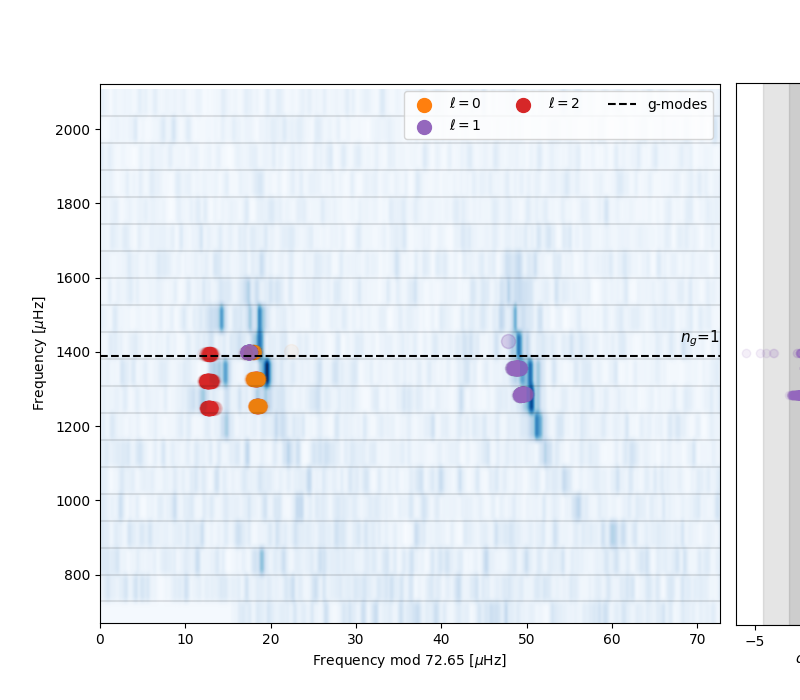 ℓ = 0
ℓ = 2
g-modes
ℓ = 1
2000
1800
1600
1400
1200
1000
800
Frequency [μHz]
n_g=1
0
10
20
30
40
50
60
70
Frequency mod 72.65 [μHz]
−5